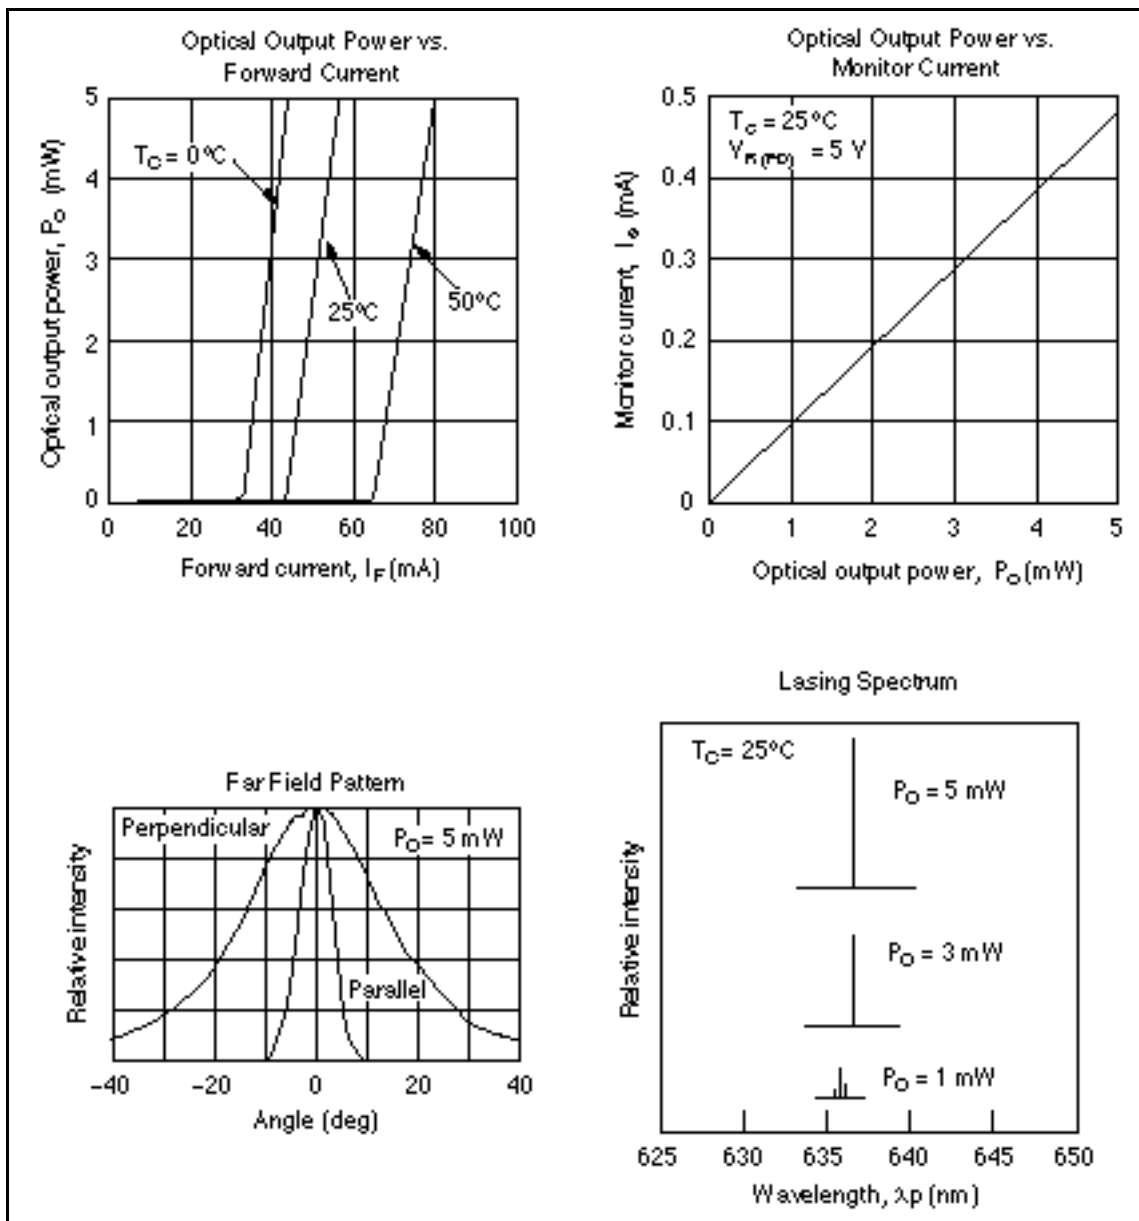 Optical Output Power vs.
Forward Current
5
4
3
2
1
0
0 20 40 60 80 100
Optical output power, PO (mW)
TC = 0°C
25°C
50°C
Forward current, IF (mA)
Optical Output Power vs.
Monitor Current
0.5
0.4
0.3
0.2
0.1
0
0 1 2 3 4 5
Monitor current, (mA)
TC = 25°C
= 5 V
Optical output power, PO (mW)
Far Field Pattern
Perpendicular
PO = 5 mW
Parallel
Relative intensity
−40 −20 0 20 40
Angle (deg)
Lasing Spectrum
TC = 25°C
PO = 5 mW
PO = 3 mW
PO = 1 mW
Relative intensity
625 630 635 640 645 650
Wavelength, λp (nm)